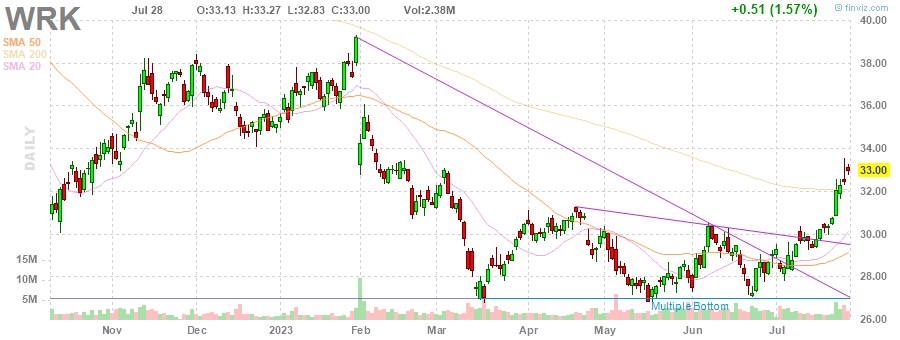 WRK Jul 28 O:33.13 H:33.27 L:32.83 C:33.00 Vol:2.38M +0.51 (1.57%) finviz.com
SMA 50
SMA 200
SMA 20
DAILY
40.00
38.00
36.00
34.00
33.00
32.00
30.00
28.00
26.00
15M
10M
5M
Multiple Bottom
Nov Dec 2023 Feb Mar Apr May Jun Jul